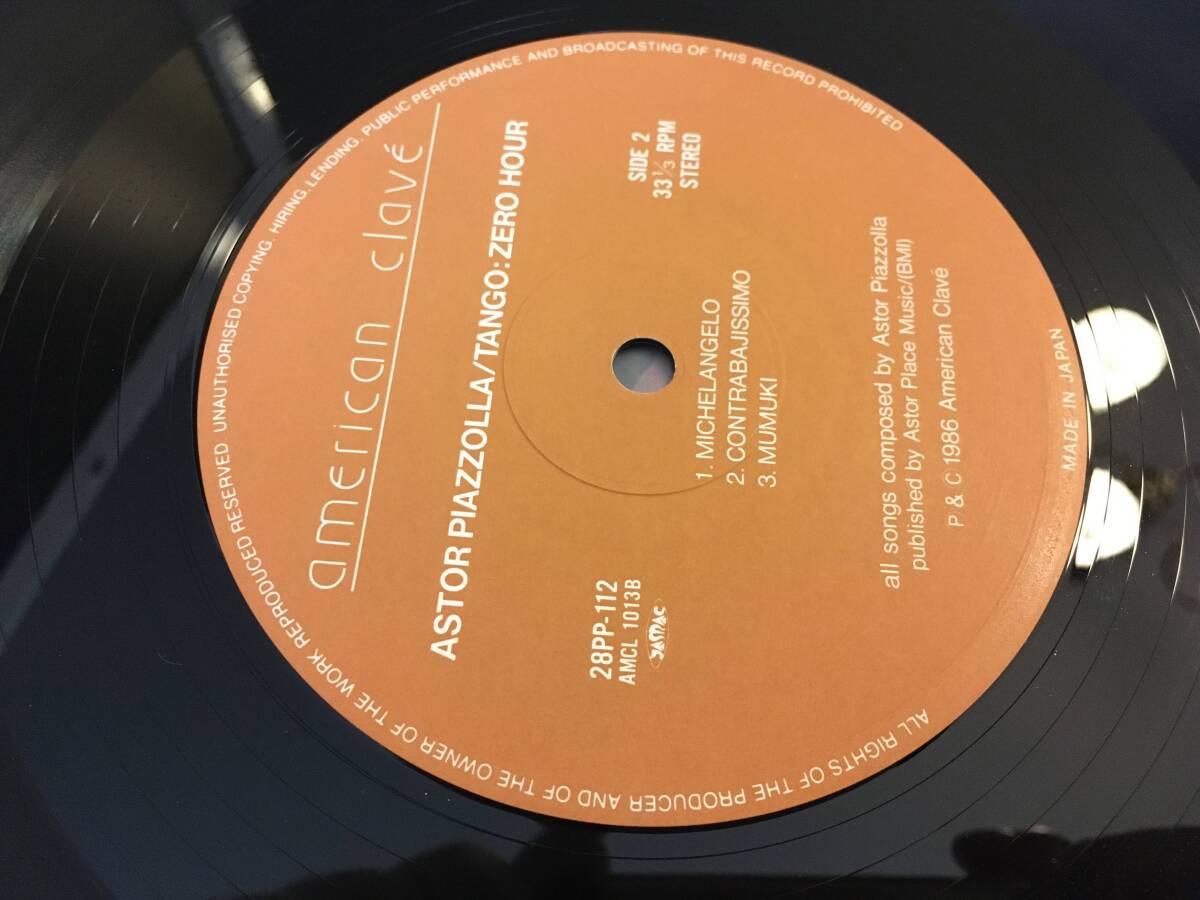 american clavé
ASTOR PIAZZOLLA/TANGO: ZERO HOUR
28PP-112
AMCL 1013B
JASRAC
SIDE 2
33 1/3 RPM
STEREO
1. MICHELANGELO
2. CONTRABAJISSIMO
3. MUMUKI
all songs composed by Astor Piazzolla
published by Astor Place Music/(BMI)
P & C 1986 American Clavé
MADE IN JAPAN
ALL RIGHTS OF THE PRODUCER AND OF THE OWNER OF THE WORK REPRODUCED RESERVED UNAUTHORISED COPYING. HIRING. LENDING. PUBLIC PERFORMANCE AND BROADCASTING OF THIS RECORD PROHIBITED